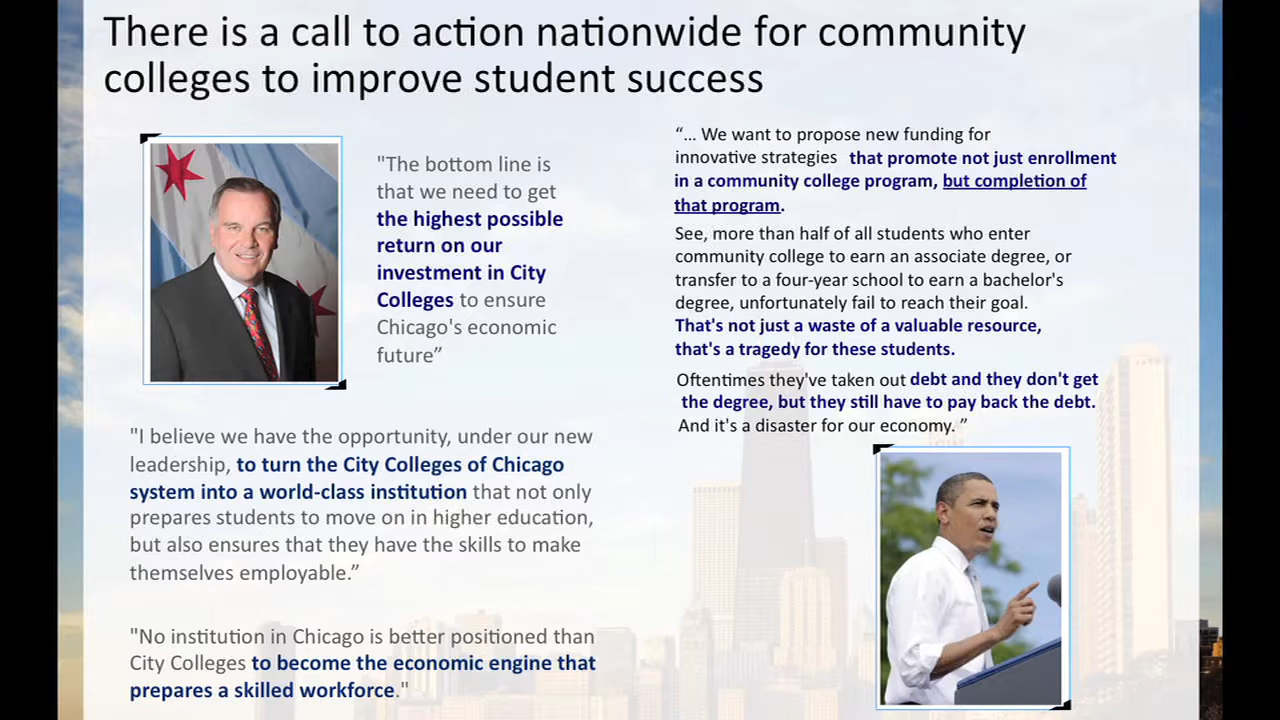 There is a call to action nationwide for community
colleges to improve student success
"The bottom line is
that we need to get
the highest possible
return on our
investment in City
Colleges to ensure
Chicago's economic
future”
"I believe we have the opportunity, under our new
leadership, to turn the City Colleges of Chicago
system into a world-class institution that not only
prepares students to move on in higher education,
but also ensures that they have the skills to make
themselves employable.”
"No institution in Chicago is better positioned than
City Colleges to become the economic engine that
prepares a skilled workforce."
“… We want to propose new funding for
innovative strategies that promote not just enrollment
in a community college program, but completion of
that program.
See, more than half of all students who enter
community college to earn an associate degree, or
transfer to a four-year school to earn a bachelor's
degree, unfortunately fail to reach their goal.
That's not just a waste of a valuable resource,
that's a tragedy for these students.
Oftentimes they've taken out debt and they don't get
the degree, but they still have to pay back the debt.
And it's a disaster for our economy. ”